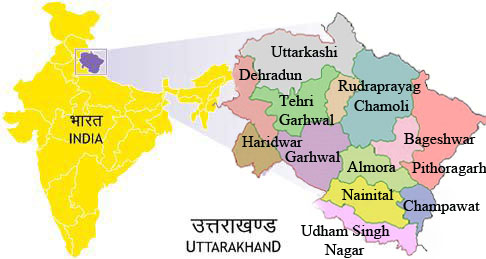 भारत
INDIA
उत्तराखण्ड
UTTARAKHAND
Uttarkashi
Dehradun
Rudraprayag
Tehri
Garhwal
Chamoli
Haridwar
Garhwal
Bageshwar
Almora
Pithoragarh
Nainital
Champawat
Udham Singh
Nagar